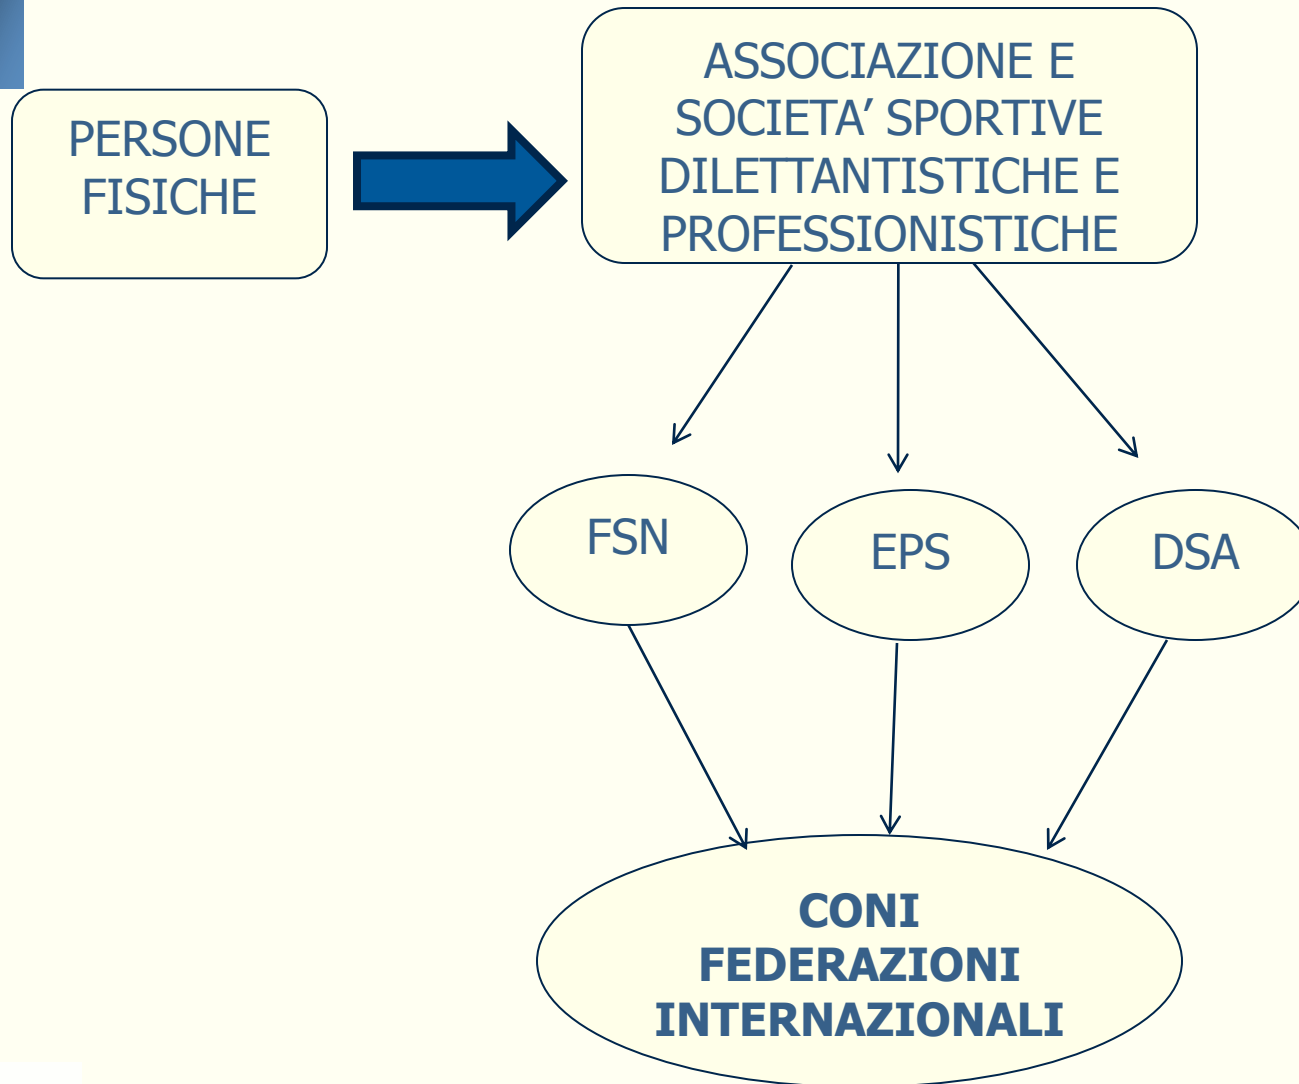 PERSONE
FISICHE
ASSOCIAZIONE E
SOCIETA’ SPORTIVE
DILETTANTISTICHE E
PROFESSIONISTICHE
FSN
EPS
DSA
CONI
FEDERAZIONI
INTERNAZIONALI